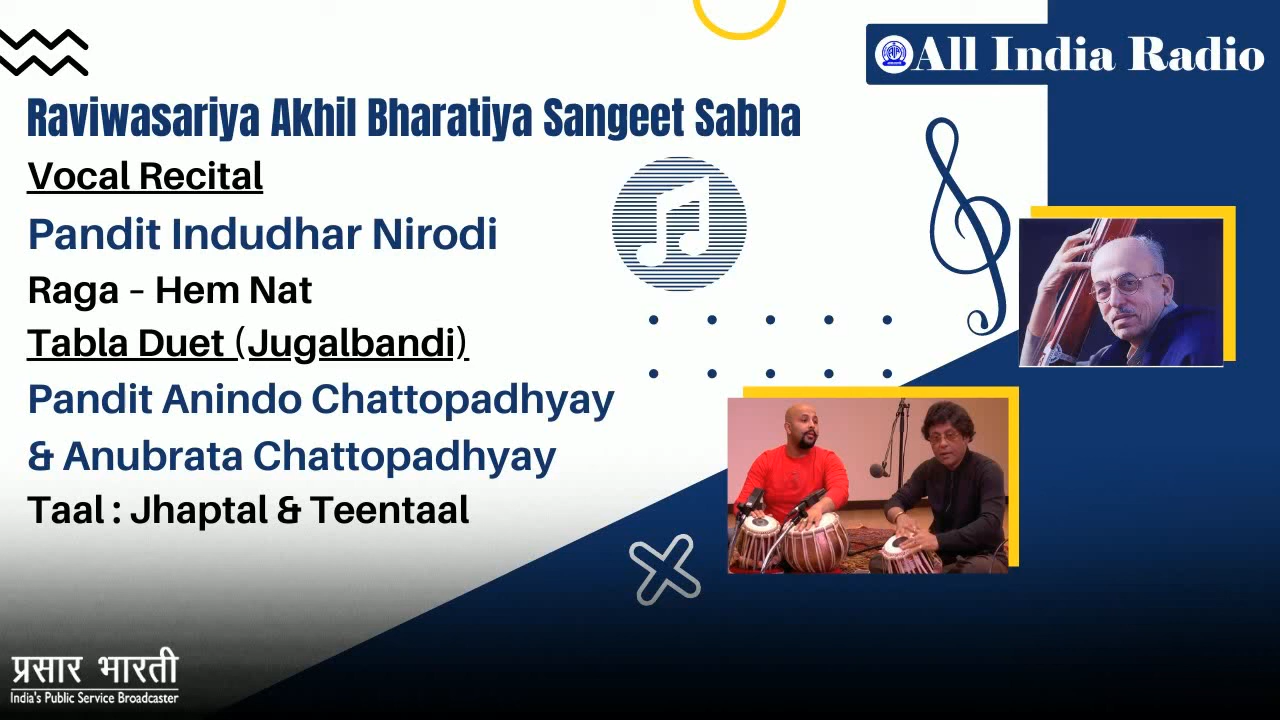 All India Radio
Raviwasariya Akhil Bharatiya Sangeet Sabha
Vocal Recital
Pandit Indudhar Nirodi
Raga – Hem Nat
Tabla Duet (Jugalbandi)
Pandit Anindo Chattopadhyay
& Anubrata Chattopadhyay
Taal : Jhaptal & Teentaal
प्रसार भारती
India's Public Service Broadcaster